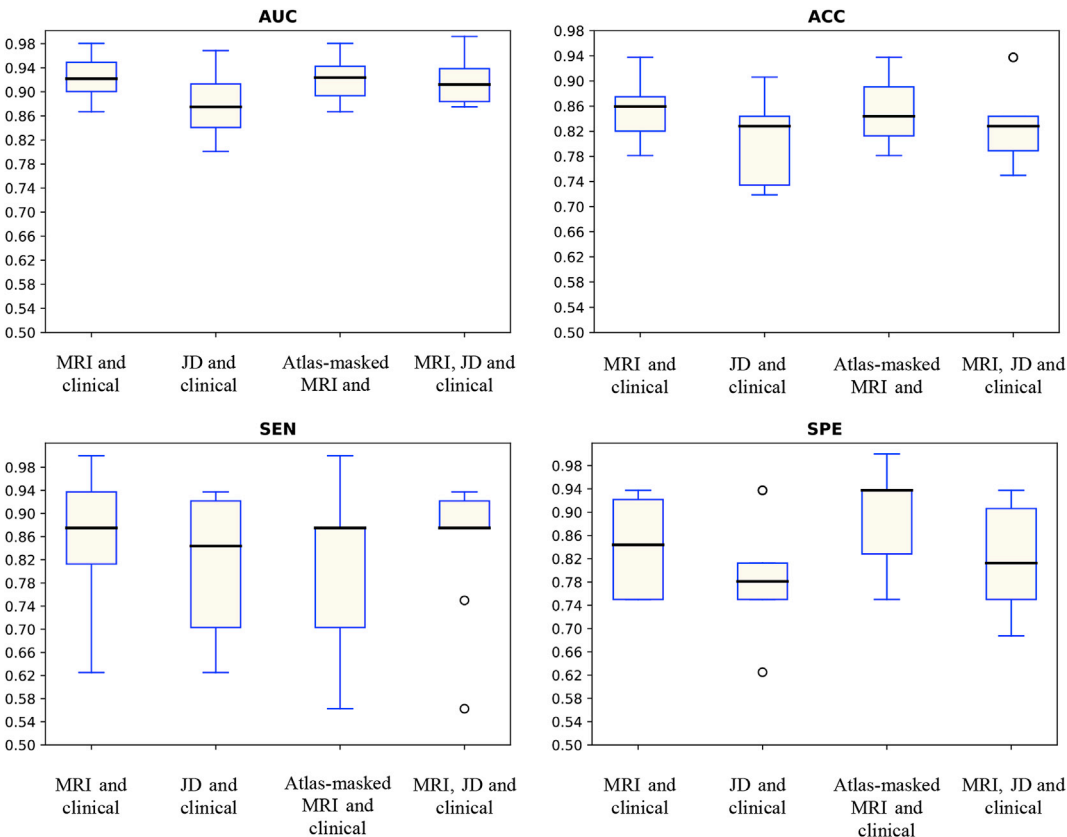 AUC
0.98
0.94
0.90
0.86
0.82
0.78
0.74
0.70
0.66
0.62
0.58
0.54
0.50
MRI and
clinical
JD and
clinical
Atlas-masked
MRI and
MRI, JD and
clinical
ACC
0.98
0.94
0.90
0.86
0.82
0.78
0.74
0.70
0.66
0.62
0.58
0.54
0.50
MRI and
clinical
JD and
clinical
Atlas-masked
MRI and
MRI, JD and
clinical
SEN
0.98
0.94
0.90
0.86
0.82
0.78
0.74
0.70
0.66
0.62
0.58
0.54
0.50
MRI and
clinical
JD and
clinical
Atlas-masked
MRI and
clinical
MRI, JD and
clinical
SPE
0.98
0.94
0.90
0.86
0.82
0.78
0.74
0.70
0.66
0.62
0.58
0.54
0.50
MRI and
clinical
JD and
clinical
Atlas-masked
MRI and
clinical
MRI, JD and
clinical